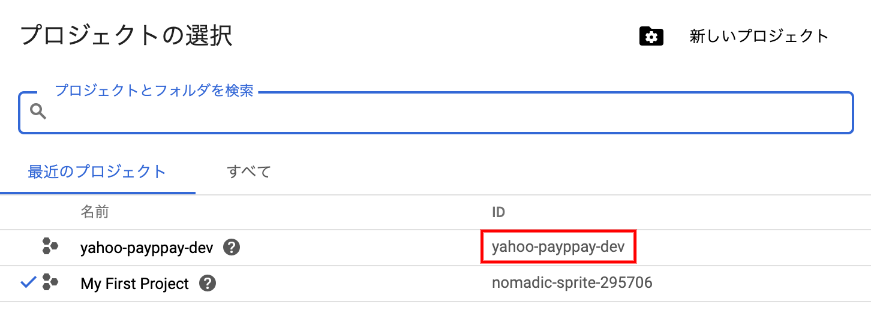 プロジェクトの選択
新しいプロジェクト
プロジェクトとフォルダを検索
最近のプロジェクト すべて
名前 ID
yahoo-payppay-dev ? yahoo-payppay-dev
My First Project ? nomadic-sprite-295706